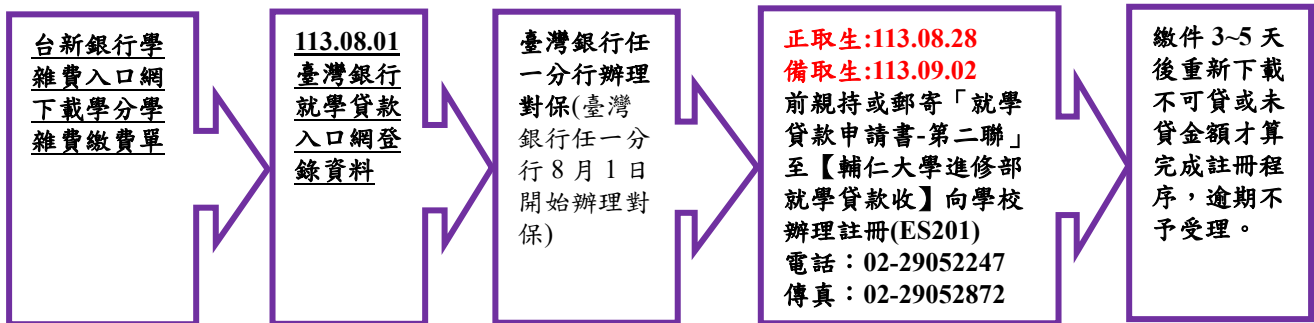 台新銀行學
雜費入口網
下載學分學
雜費繳費單
113.08.01
臺灣銀行
就學貸款
入口網登
錄資料
臺灣銀行任
一分行辦理
對保(臺灣
銀行任一分
行 8 月 1 日
開始辦理對
保)
正取生:113.08.28
備取生:113.09.02
前親持或郵寄「就學
貸款申請書-第二聯」
至【輔仁大學進修部
就學貸款收】向學校
辦理註冊(ES201)
電話：02-29052247
傳真：02-29052872
繳件 3~5 天
後重新下載
不可貸或未
貸金額才算
完成註冊程
序，逾期不
予受理。